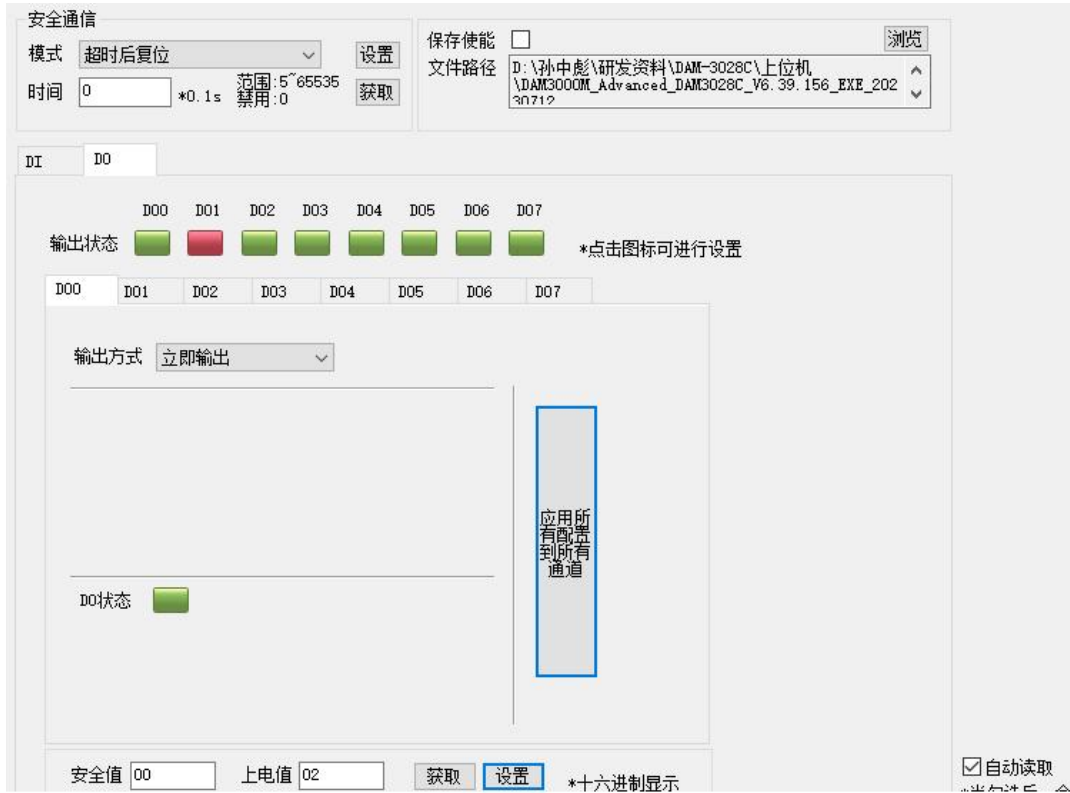 安全通信
模式 超时后复位 设置
时间 0 *0.1s 范围:5~65535 禁用:0 获取
保存使能 浏览
文件路径 D:\孙中彪\研发资料\DAM-3028C\上位机
\DAM3000M_Advanced_DAM3028C_V6.39.156_EXE_202
30712
DI DO
DO0 DO1 DO2 DO3 DO4 DO5 DO6 DO7
输出状态 *点击图标可进行设置
DO0 DO1 DO2 DO3 DO4 DO5 DO6 DO7
输出方式 立即输出
应用所
有配置
到所有
通道
DO状态
安全值 00 上电值 02 获取 设置 *十六进制显示
自动读取